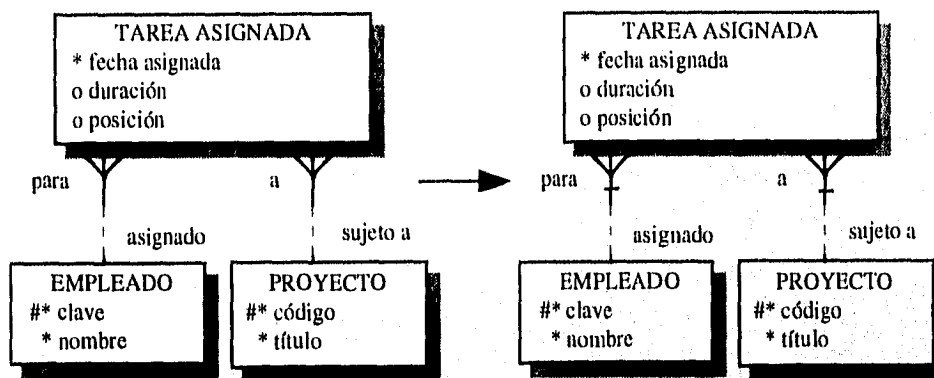 TAREA ASIGNADA
* fecha asignada
o duración
o posición
para
a
asignado
sujeto a
EMPLEADO
#* clave
* nombre
PROYECTO
#* código
* título
TAREA ASIGNADA
* fecha asignada
o duración
o posición
para
a
asignado
sujeto a
EMPLEADO
#* clave
* nombre
PROYECTO
#* código
* título